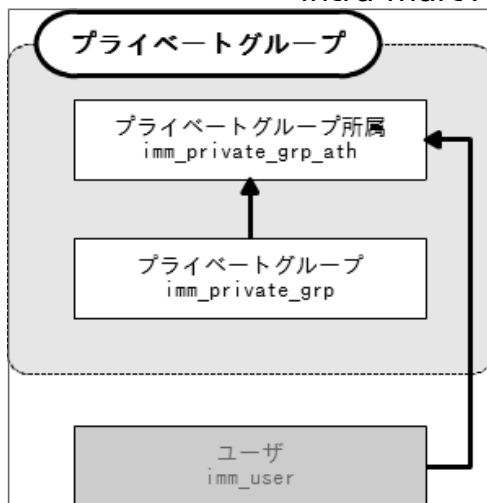 プライベートグループ
プライベートグループ所属
imm_private_grp_ath
プライベートグループ
imm_private_grp
ユーザ
imm_user